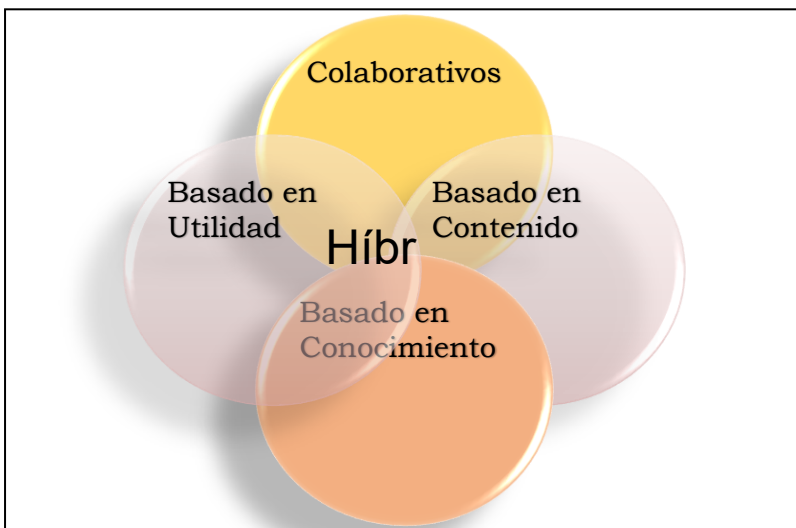 Colaborativos
Basado en
Utilidad
Basado en
Contenido
Híbr
Basado en
Conocimiento